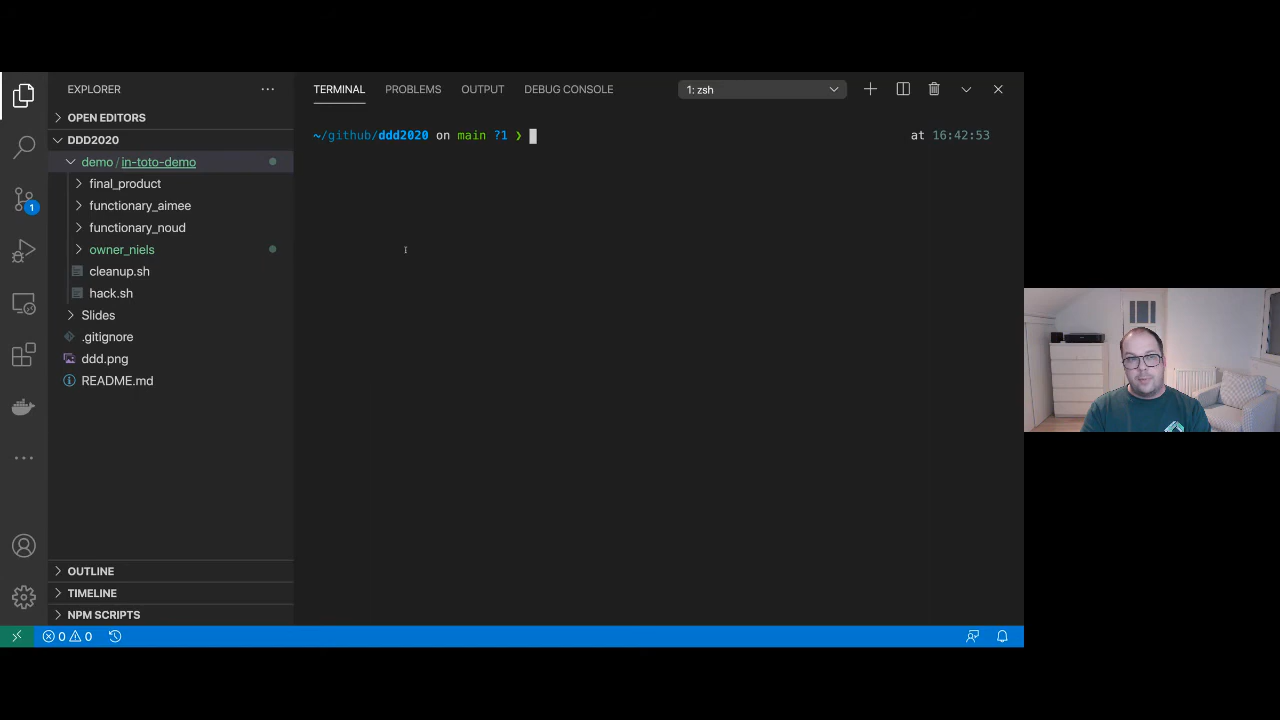 EXPLORER
OPEN EDITORS
DDD2020
demo / in-toto-demo
final_product
functionary_aimee
functionary_noud
owner_niels
cleanup.sh
hack.sh
Slides
.gitignore
ddd.png
README.md
OUTLINE
TIMELINE
NPM SCRIPTS
1
TERMINAL PROBLEMS OUTPUT DEBUG CONSOLE 1: zsh
~/github/ddd2020 on main ?1 ❯ at 16:42:53
0 0